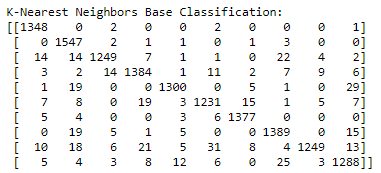 K-Nearest Neighbors Base Classification:
[[1348 0 2 0 0 2 0 0 0 1]
[ 0 1547 2 1 1 0 1 3 0 0]
[ 14 14 1249 7 1 1 0 22 4 2]
[ 3 2 14 1384 1 11 2 7 9 6]
[ 1 19 0 0 1300 0 5 1 0 29]
[ 7 8 0 19 3 1231 15 1 5 7]
[ 5 4 0 0 3 6 1377 0 0 0]
[ 0 19 5 1 5 0 0 1389 0 15]
[ 10 18 6 21 5 31 8 4 1249 13]
[ 5 4 3 8 12 6 0 25 3 1288]]